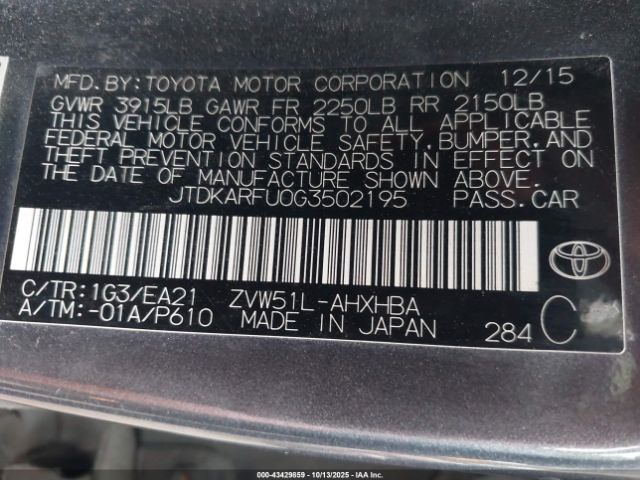 MFD.BY:TOYOTA MOTOR CORPORATION 12/15
GVWR 3915LB GAWR FR 2250LB RR 2150LB
THIS VEHICLE CONFORMS TO ALL APPLICABLE
FEDERAL MOTOR VEHICLE SAFETY,BUMPER,AND
THEFT PREVENTION STANDARDS IN EFFECT ON
THE DATE OF MANUFACTURE SHOWN ABOVE.
JTDKARFU0G3502195 PASS.CAR
C/TR:1G3/EA21 ZVW51L-AHXHBA
A/TM:-01A/P610 MADE IN JAPAN 284 C
VIN: 43429859 | 10/13/2025 | IAA Inc.